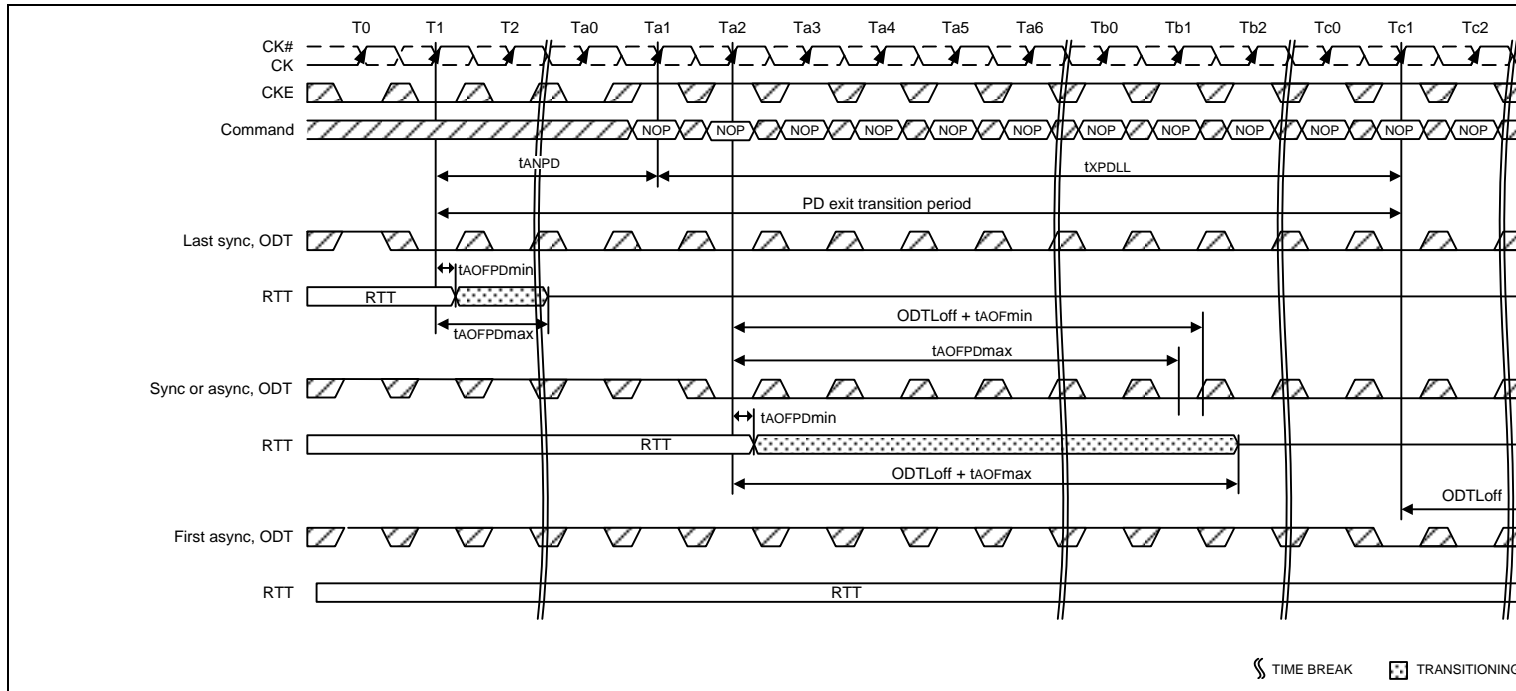 T0 T1 T2 Ta0 Ta1 Ta2 Ta3 Ta4 Ta5 Ta6 Tb0 Tb1 Tb2 Tc0 Tc1 Tc2
CK#
CK
CKE
Command NOP NOP NOP NOP NOP NOP NOP NOP NOP NOP NOP NOP
tANPD tXPDLL
PD exit transition period
Last sync, ODT
tAOFPDmin
RTT RTT
tAOFPDmax
ODTLoff + tAOFmin
tAOFPDmax
Sync or async, ODT
tAOFPDmin
RTT RTT
ODTLoff + tAOFmax
ODTLoff
First async, ODT
RTT RTT
TIME BREAK TRANSITIONING